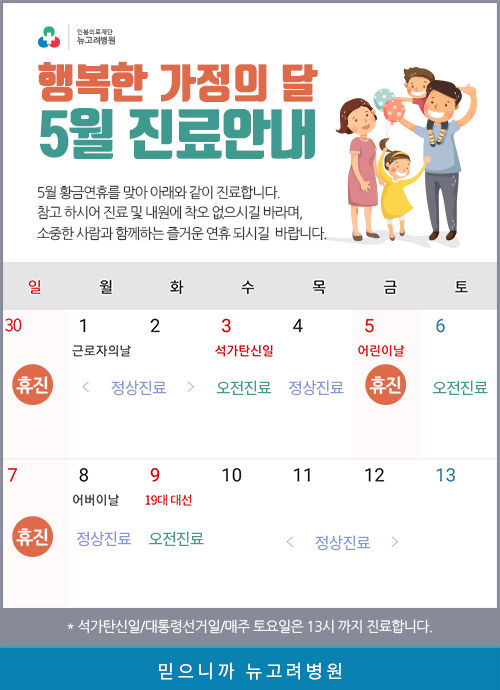 인봉의료재단
뉴고려병원
행복한 가정의 달
5월 진료안내
5월 황금연휴를 맞아 아래와 같이 진료합니다.
참고 하시어 진료 및 내원에 착오 없으시길 바라며,
소중한 사람과 함께하는 즐거운 연휴 되시길 바랍니다.
일 월 화 수 목 금 토
30 1 2 3 4 5 6
근로자의날 석가탄신일 어린이날
휴진 < 정상진료 > 오전진료 정상진료 휴진 오전진료
7 8 9 10 11 12 13
어버이날 19대 대선
휴진 정상진료 오전진료 < 정상진료 >
* 석가탄신일/대통령선거일/매주 토요일은 13시 까지 진료합니다.
믿으니까 뉴고려병원